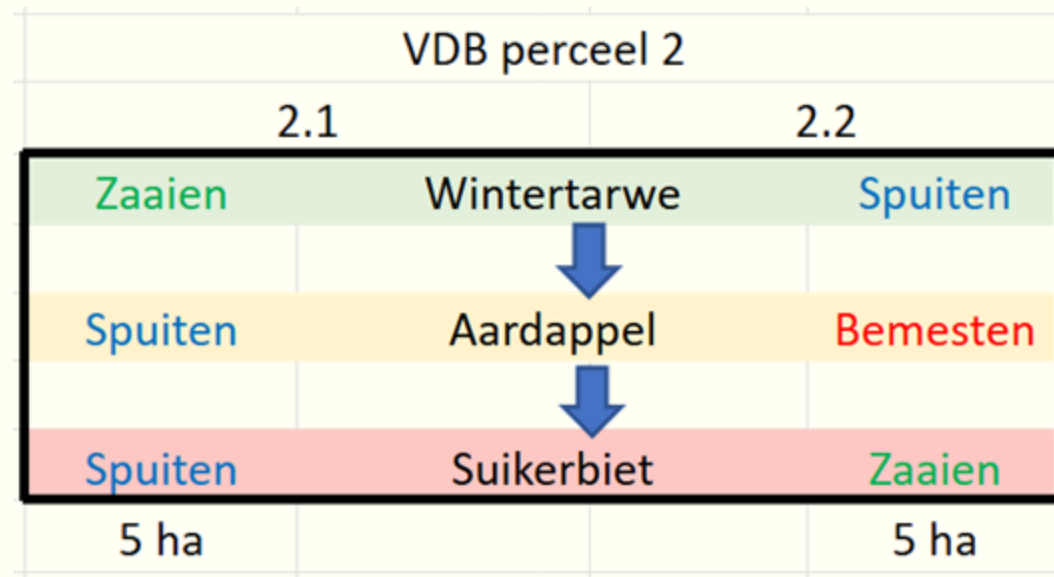 VDB perceel 2
2.1 2.2
Zaaien Wintertarwe Spuiten
Spuiten Aardappel Bemesten
Spuiten Suikerbiet Zaaien
5 ha 5 ha